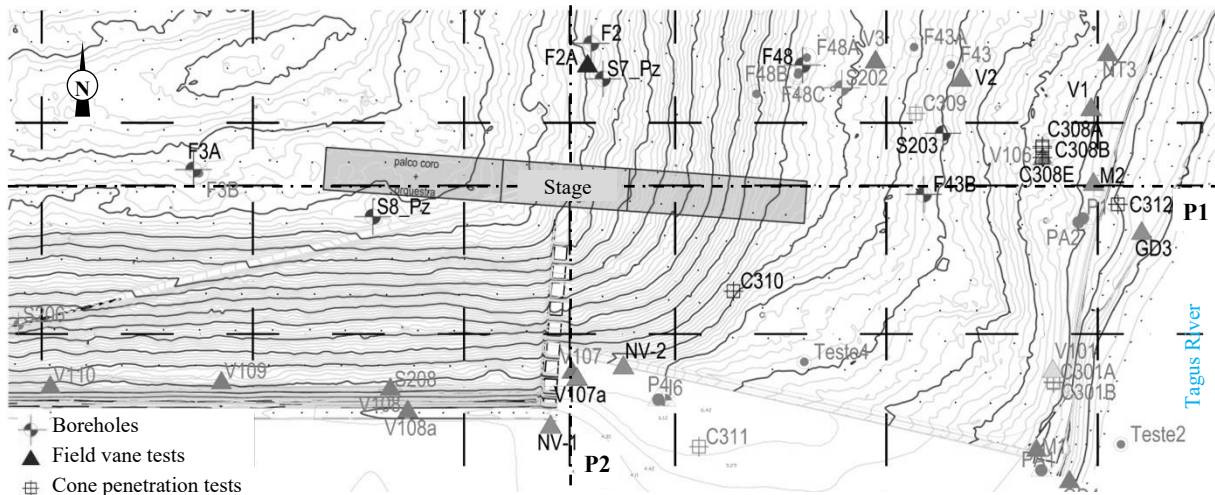 F2
F2A
S7_Pz
F48
F48A
F48B
F48C
V3
S202
F43A
F43
V2
C309
NT3
V1
S203
C308A
C308B
V106
C308E
M2
F3A
F3B
palco coro
+
orquestra
Stage
S8_Pz
F43B
C312
P1
PA2
GD3
C310
S206
Tagus River
V110
V109
S208
V108
V108a
V107
V107a
NV-2
NV-1
P4
Teste4
V101
C301A
C301B
C311
Teste2
M1
P2
N
Boreholes
Field vane tests
Cone penetration tests